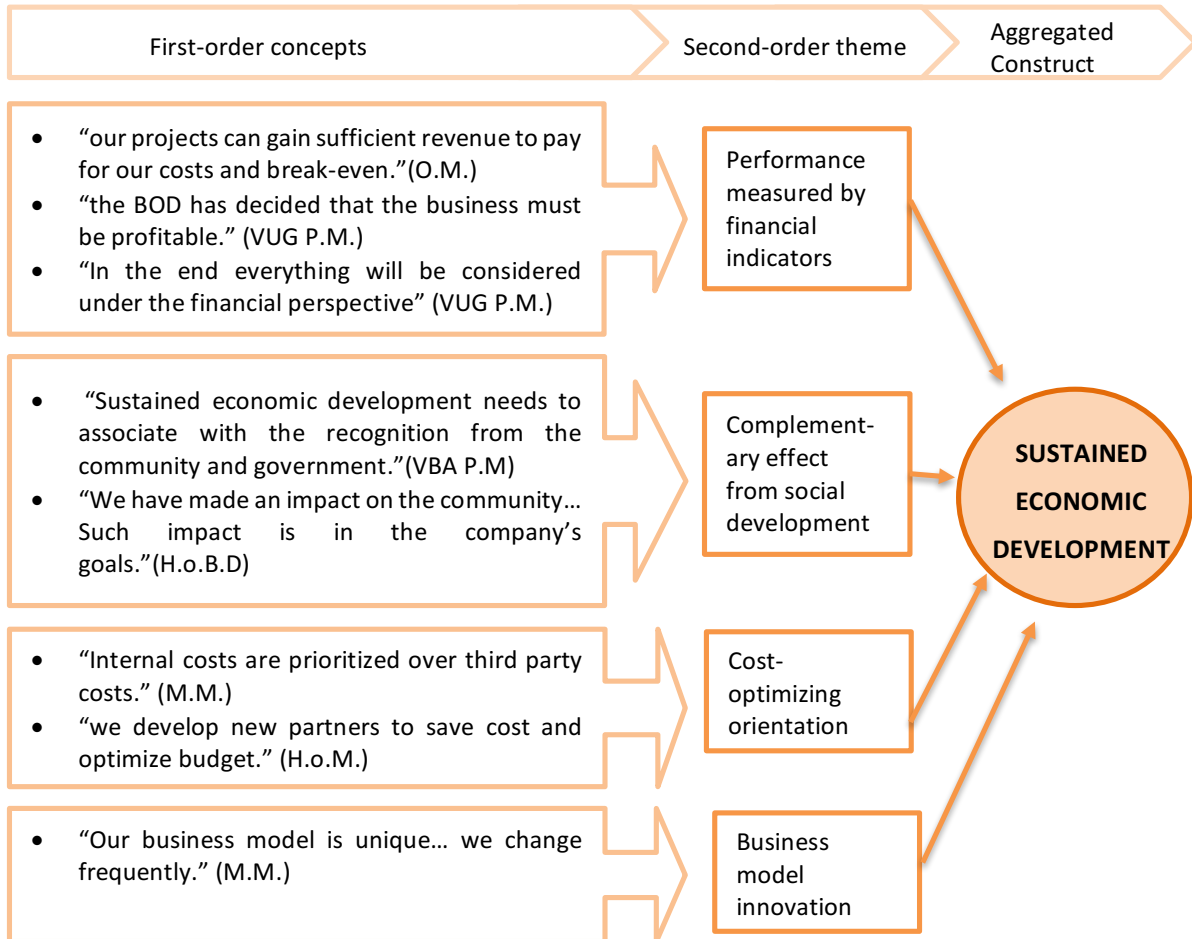 First-order concepts
Second-order theme
Aggregated
Construct
• “our projects can gain sufficient revenue to pay
for our costs and break-even.”(O.M.)
• “the BOD has decided that the business must
be profitable.” (VUG P.M.)
• “In the end everything will be considered
under the financial perspective” (VUG P.M.)
Performance
measured by
financial
indicators
• “Sustained economic development needs to
associate with the recognition from the
community and government.”(VBA P.M)
• “We have made an impact on the community…
Such impact is in the company’s
goals.”(H.o.B.D)
Complement-
ary effect
from social
development
SUSTAINED
ECONOMIC
DEVELOPMENT
• “Internal costs are prioritized over third party
costs.” (M.M.)
• “we develop new partners to save cost and
optimize budget.” (H.o.M.)
Cost-
optimizing
orientation
• “Our business model is unique… we change
frequently.” (M.M.)
Business
model
innovation